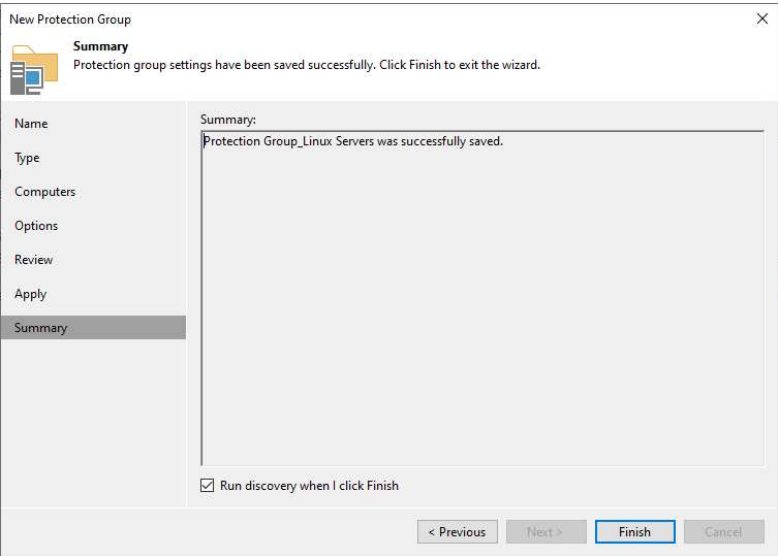 New Protection Group
Summary
Protection group settings have been saved successfully. Click Finish to exit the wizard.
Name
Type
Computers
Options
Review
Apply
Summary
Summary:
Protection Group_Linux Servers was successfully saved.
Run discovery when I click Finish
< Previous
Next >
Finish
Cancel